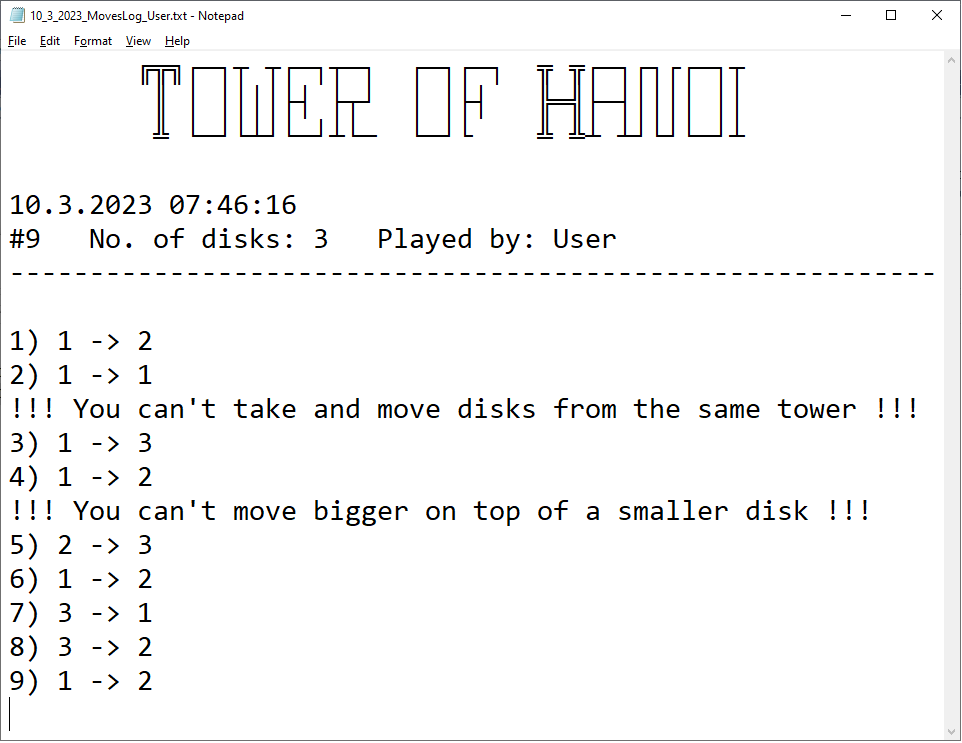 10_3_2023_MovesLog_User.txt - Notepad
File Edit Format View Help
TOWER OF HANOI
10.3.2023 07:46:16
#9   No. of disks: 3   Played by: User
----------------------------------------------------------
1) 1 -> 2
2) 1 -> 1
!!! You can't take and move disks from the same tower !!!
3) 1 -> 3
4) 1 -> 2
!!! You can't move bigger on top of a smaller disk !!!
5) 2 -> 3
6) 1 -> 2
7) 3 -> 1
8) 3 -> 2
9) 1 -> 2